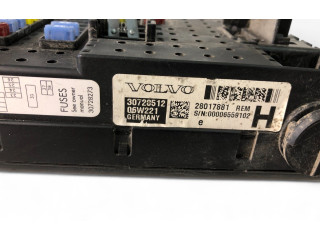 FUSES
See owner
manual
30728273
VOLVO
30720512
06W221
GERMANY
28017881 REM
S/N:00006559102
H
e